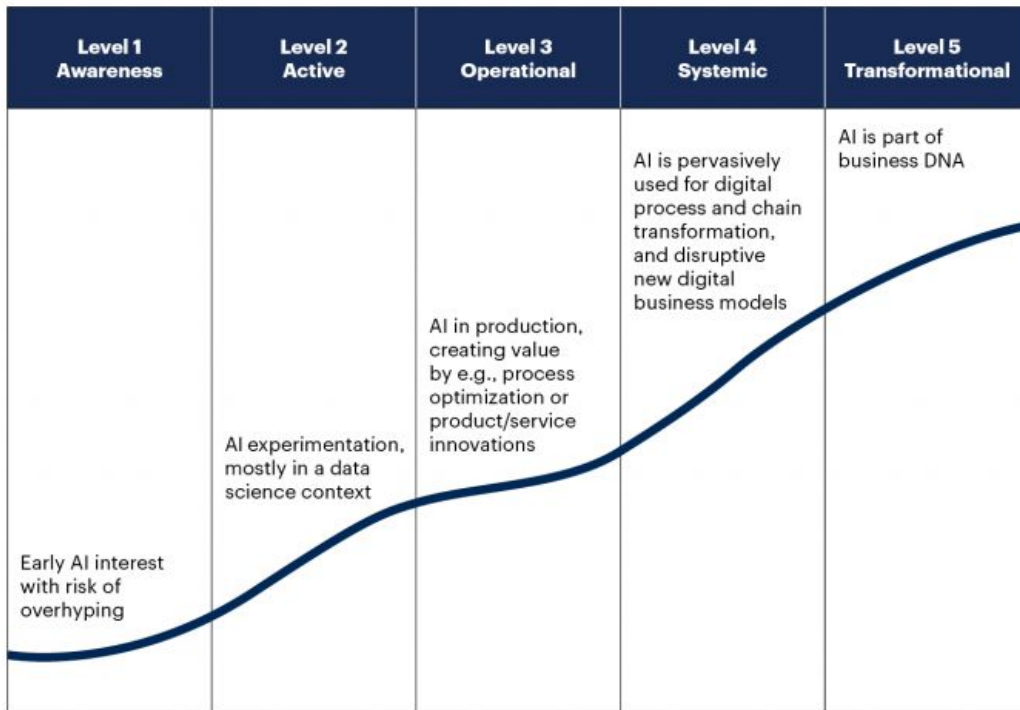 Level 1
Awareness
Level 2
Active
Level 3
Operational
Level 4
Systemic
Level 5
Transformational
Early AI interest
with risk of
overhyping
AI experimentation,
mostly in a data
science context
AI in production,
creating value
by e.g., process
optimization or
product/service
innovations
AI is pervasively
used for digital
process and chain
transformation,
and disruptive
new digital
business models
AI is part of
business DNA